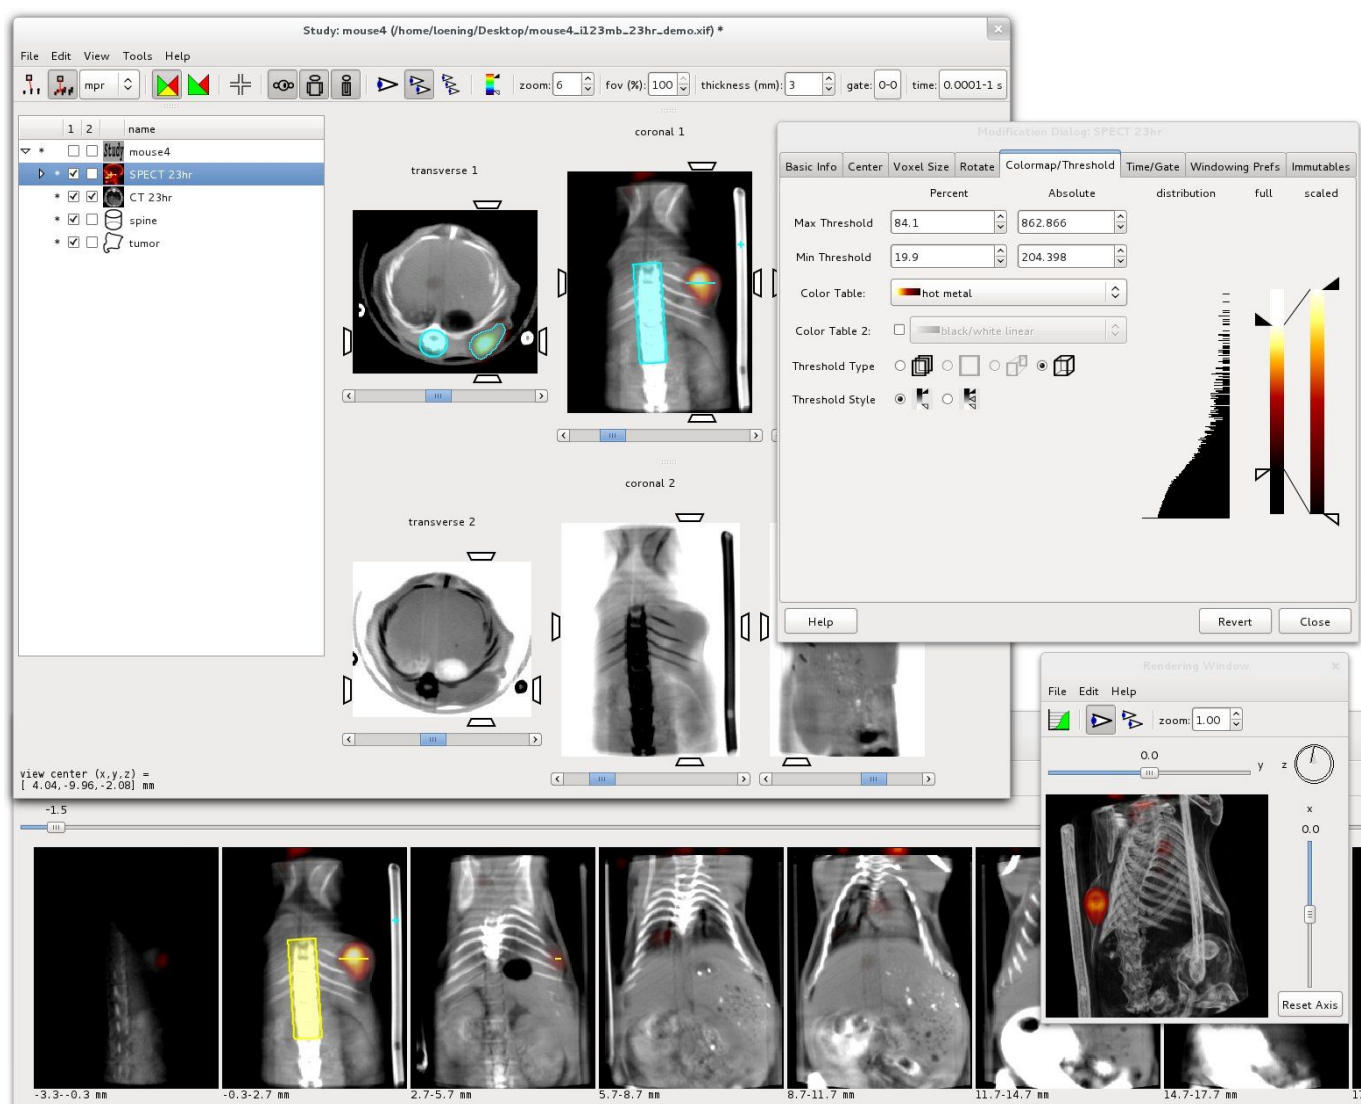 Study: mouse4 (/home/loening/Desktop/mouse4_i123mb_23hr_demo.xif) *
File Edit View Tools Help
mpr zoom: 6 fov (%): 100 thickness (mm): 3 gate: 0-0 time: 0.0001-1 s
1 2 name
Study mouse4
SPECT 23hr
CT 23hr
spine
tumor
transverse 1
coronal 1
transverse 2
coronal 2
view center (x,y,z) =
[ 4.04,-9.96,-2.08] mm
Modification Dialog: SPECT 23hr
Basic Info Center Voxel Size Rotate Colormap/Threshold Time/Gate Windowing Prefs Immutables
Percent Absolute distribution full scaled
Max Threshold 84.1 862.866
Min Threshold 19.9 204.398
Color Table: hot metal
Color Table 2: black/white linear
Threshold Type
Threshold Style
Help Revert Close
Rendering Window
File Edit Help
zoom: 1.00
0.0 y z
x
0.0
Reset Axis
-1.5
-3.3--0.3 mm -0.3-2.7 mm 2.7-5.7 mm 5.7-8.7 mm 8.7-11.7 mm 11.7-14.7 mm 14.7-17.7 mm